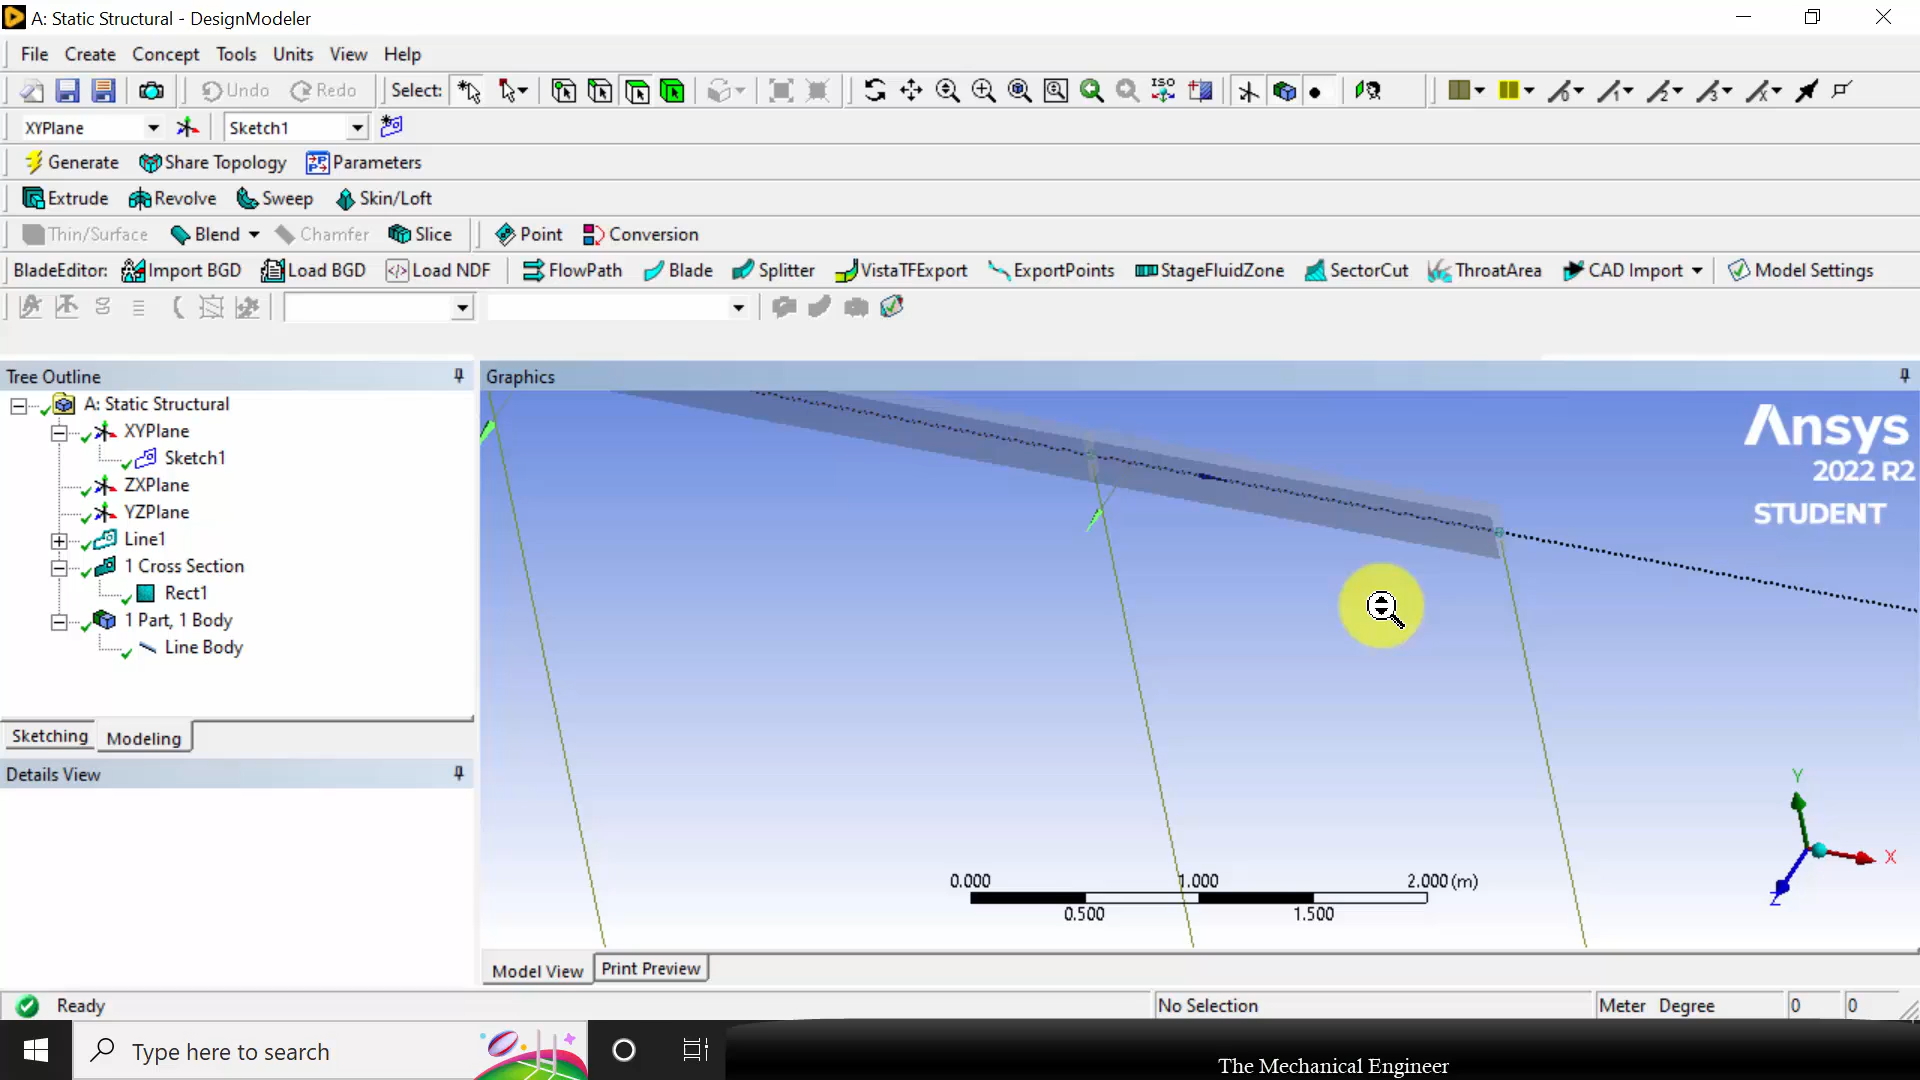 A: Static Structural - DesignModeler
File Create Concept Tools Units View Help
Undo Redo Select: ISO
XYPlane Sketch1
Generate Share Topology Parameters
Extrude Revolve Sweep Skin/Loft
Thin/Surface Blend Chamfer Slice Point Conversion
BladeEditor: Import BGD Load BGD Load NDF FlowPath Blade Splitter VistaTFExport ExportPoints StageFluidZone SectorCut ThroatArea CAD Import Model Settings
Tree Outline
A: Static Structural
XYPlane
Sketch1
ZXPlane
YZPlane
Line1
1 Cross Section
Rect1
1 Part, 1 Body
Line Body
Sketching Modeling
Details View
Graphics
Ansys
2022 R2
STUDENT
Y
X
Z
0.000 1.000 2.000 (m)
0.500 1.500
Model View Print Preview
Ready No Selection Meter Degree 0 0
Type here to search
The Mechanical Engineer